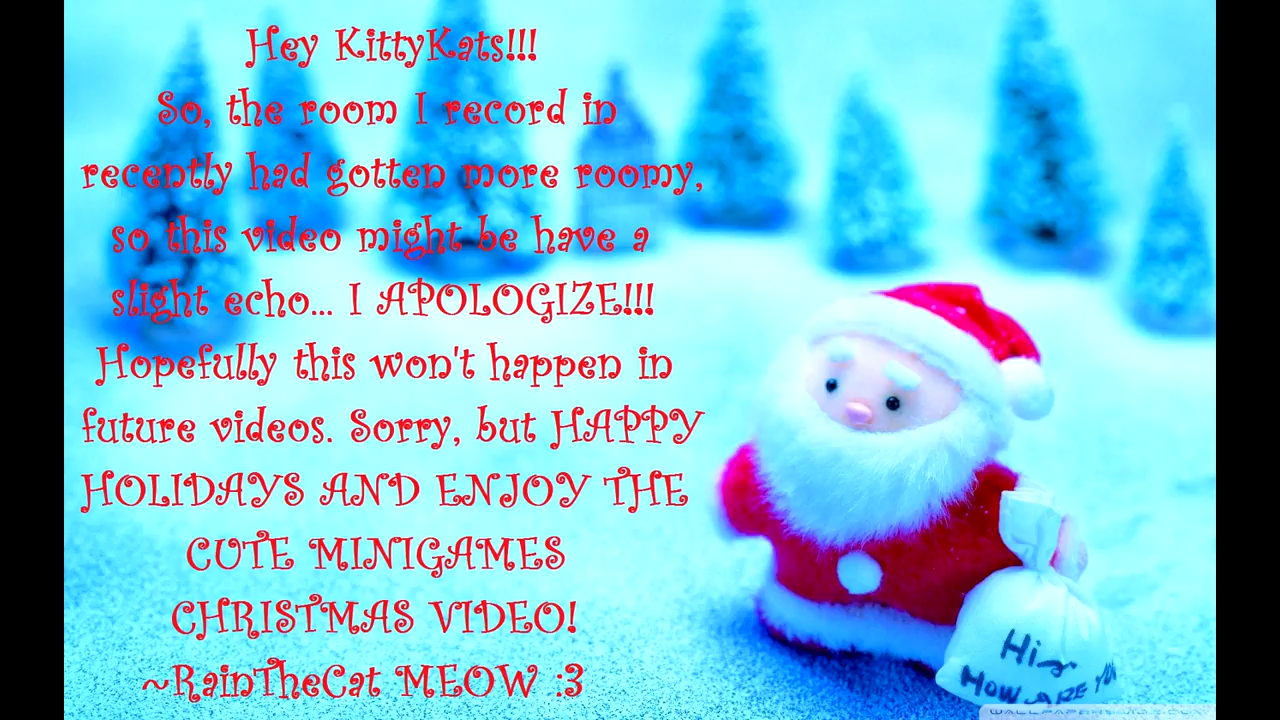 Hey KittyKats!!!
So, the room I record in
recently had gotten more roomy,
so this video might be have a
slight echo... I APOLOGIZE!!!
Hopefully this won't happen in
future videos. Sorry, but HAPPY
HOLIDAYS AND ENJOY THE
CUTE MINIGAMES
CHRISTMAS VIDEO!
~RainTheCat MEOW :3
Hi~
HOW ARE